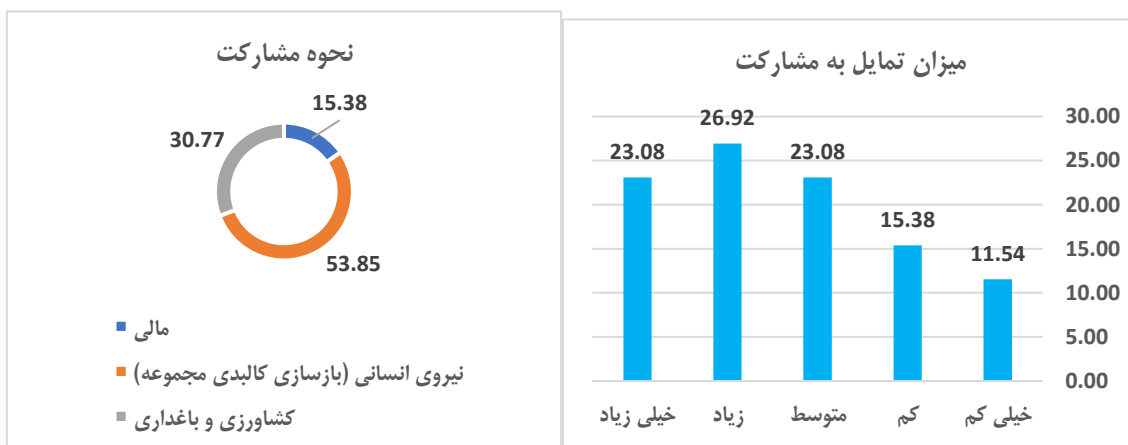 میزان تمایل به مشارکت
30.00
25.00
20.00
15.00
10.00
5.00
0.00
11.54
15.38
23.08
26.92
23.08
خیلی کم
کم
متوسط
زیاد
خیلی زیاد
نحوه مشارکت
15.38
30.77
53.85
مالی
نیروی انسانی (بازسازی کالبدی مجموعه)
کشاورزی و باغداری